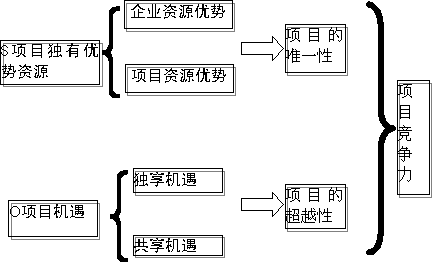 企业资源优势
S项目独有优
势资源
项目资源优势
项目的
唯一性
独享机遇
O项目机遇
共享机遇
项目的
超越性
项
目
竞
争
力